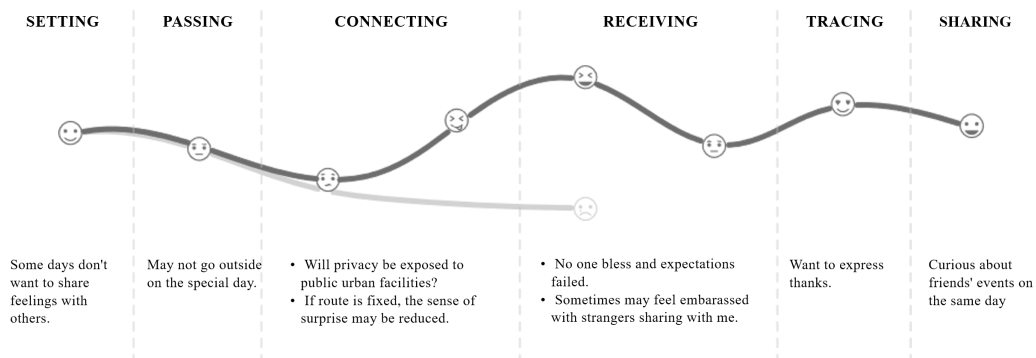 SETTING
PASSING
CONNECTING
RECEIVING
TRACING
SHARING
Some days don't
want to share
feelings with
others.
May not go outside
on the special day.
• Will privacy be exposed to
public urban facilities?
• If route is fixed, the sense of
surprise may be reduced.
• No one bless and expectations
failed.
• Sometimes may feel embarassed
with strangers sharing with me.
Want to express
thanks.
Curious about
friends' events on
the same day